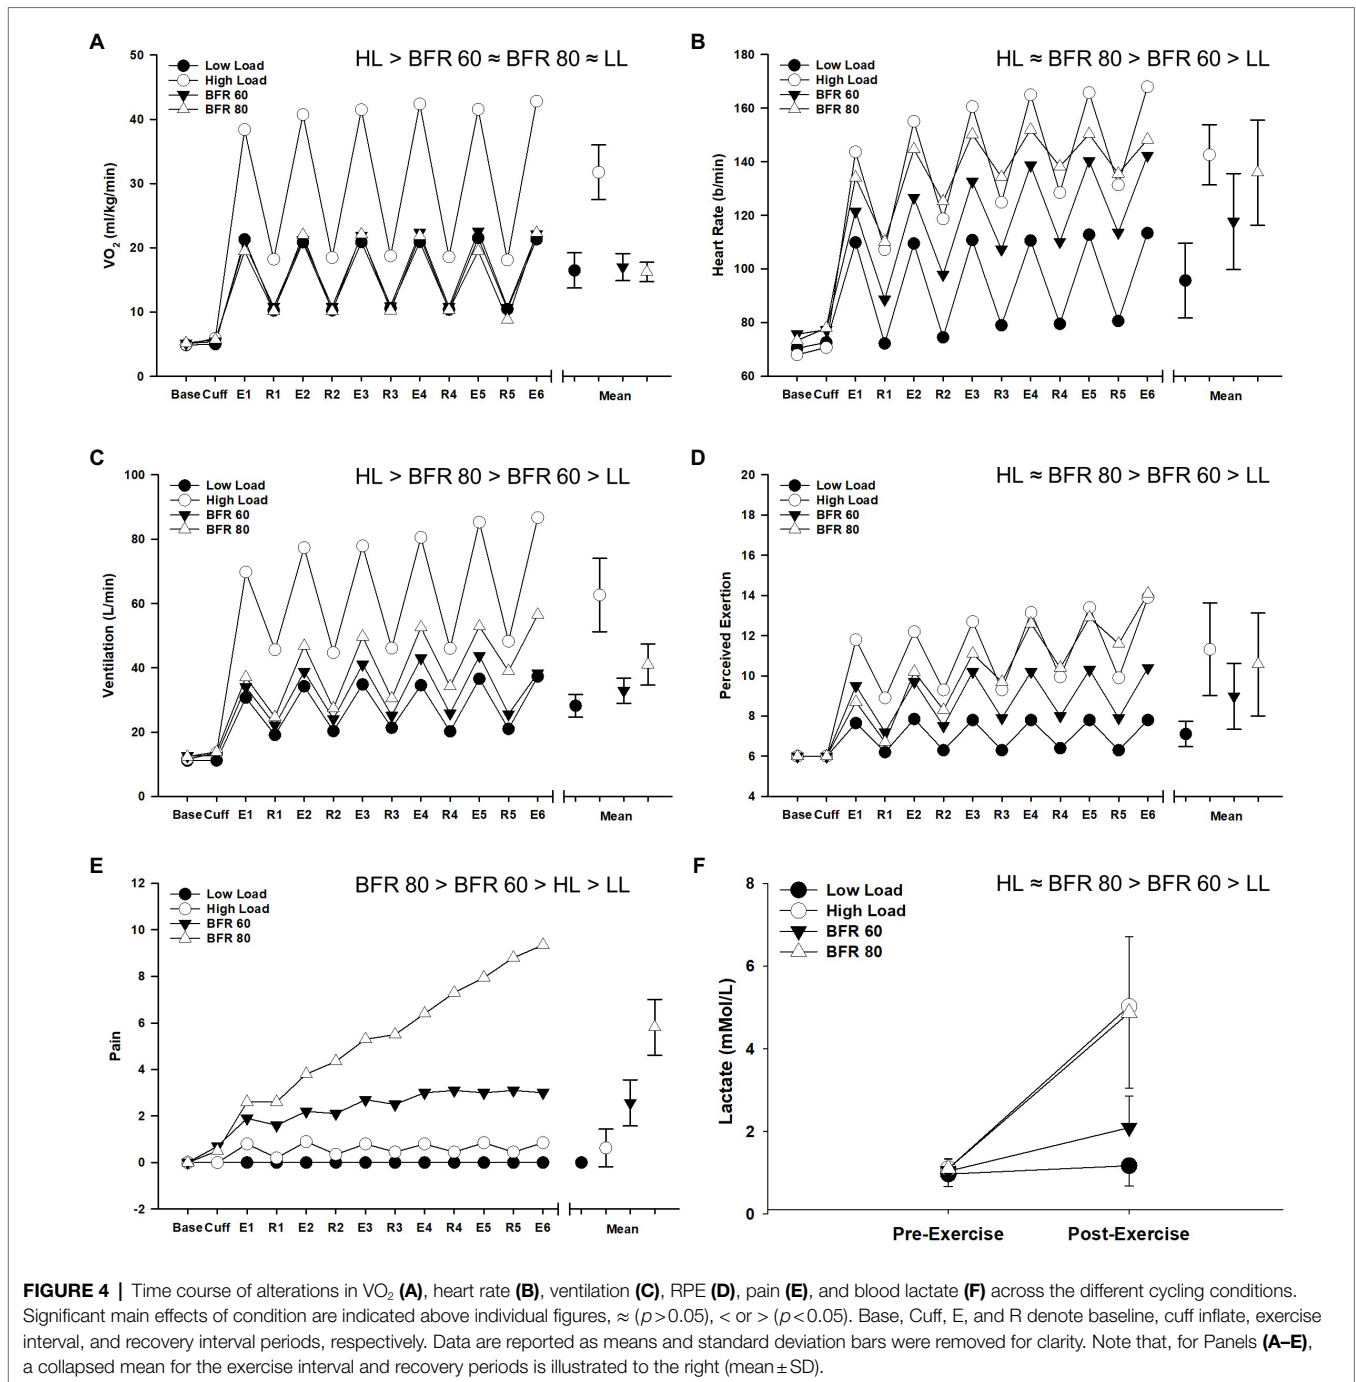 A
HL > BFR 60 ≈ BFR 80 ≈ LL
Low Load
High Load
BFR 60
BFR 80
50
40
30
20
10
0
VO₂ (ml/kg/min)
Base Cuff E1 R1 E2 R2 E3 R3 E4 R4 E5 R5 E6 Mean
B
HL ≈ BFR 80 > BFR 60 > LL
Low Load
High Load
BFR 60
BFR 80
180
160
140
120
100
80
60
Heart Rate (b/min)
Base Cuff E1 R1 E2 R2 E3 R3 E4 R4 E5 R5 E6 Mean
C
HL > BFR 80 > BFR 60 > LL
Low Load
High Load
BFR 60
BFR 80
100
80
60
40
20
0
Ventilation (L/min)
Base Cuff E1 R1 E2 R2 E3 R3 E4 R4 E5 R5 E6 Mean
D
HL ≈ BFR 80 > BFR 60 > LL
Low Load
High Load
BFR 60
BFR 80
20
18
16
14
12
10
8
6
4
Perceived Exertion
Base Cuff E1 R1 E2 R2 E3 R3 E4 R4 E5 R5 E6 Mean
E
BFR 80 > BFR 60 > HL > LL
Low Load
High Load
BFR 60
BFR 80
12
10
8
6
4
2
0
-2
Pain
Base Cuff E1 R1 E2 R2 E3 R3 E4 R4 E5 R5 E6 Mean
F
HL ≈ BFR 80 > BFR 60 > LL
Low Load
High Load
BFR 60
BFR 80
8
6
4
2
0
Lactate (mMol/L)
Pre-Exercise Post-Exercise
FIGURE 4 | Time course of alterations in VO₂ (A), heart rate (B), ventilation (C), RPE (D), pain (E), and blood lactate (F) across the different cycling conditions.
Significant main effects of condition are indicated above individual figures, ≈ (p>0.05), < or > (p<0.05). Base, Cuff, E, and R denote baseline, cuff inflate, exercise
interval, and recovery interval periods, respectively. Data are reported as means and standard deviation bars were removed for clarity. Note that, for Panels (A–E),
a collapsed mean for the exercise interval and recovery periods is illustrated to the right (mean±SD).